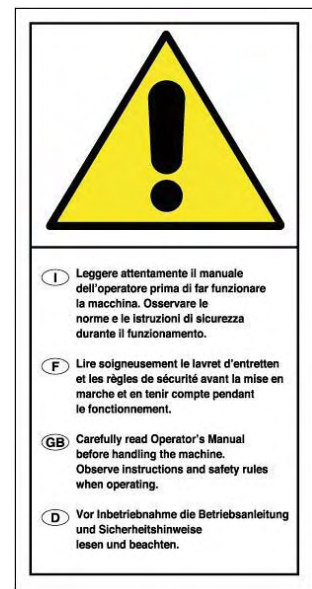 I Leggere attentamente il manuale
dell'operatore prima di far funzionare
la macchina. Osservare le
norme e le istruzioni di sicurezza
durante il funzionamento.
F Lire soigneusement le lavret d'entretten
et les règles de sécurité avant la mise en
marche et en tenir compte pendant
le fonctionnement.
GB Carefully read Operator's Manual
before handling the machine.
Observe instructions and safety rules
when operating.
D Vor Inbetriebnahme die Betriebsanleitung
und Sicherheitshinweise
lesen und beachten.